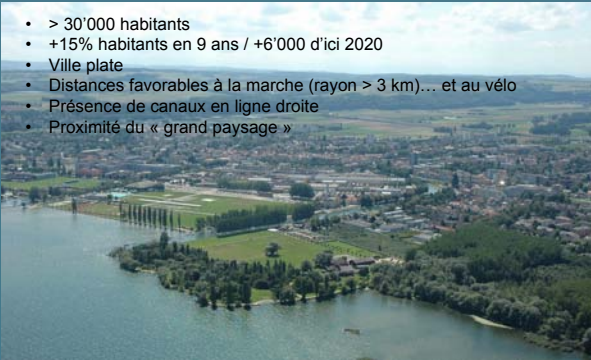 • > 30’000 habitants
• +15% habitants en 9 ans / +6’000 d’ici 2020
• Ville plate
• Distances favorables à la marche (rayon > 3 km)… et au vélo
• Présence de canaux en ligne droite
• Proximité du « grand paysage »